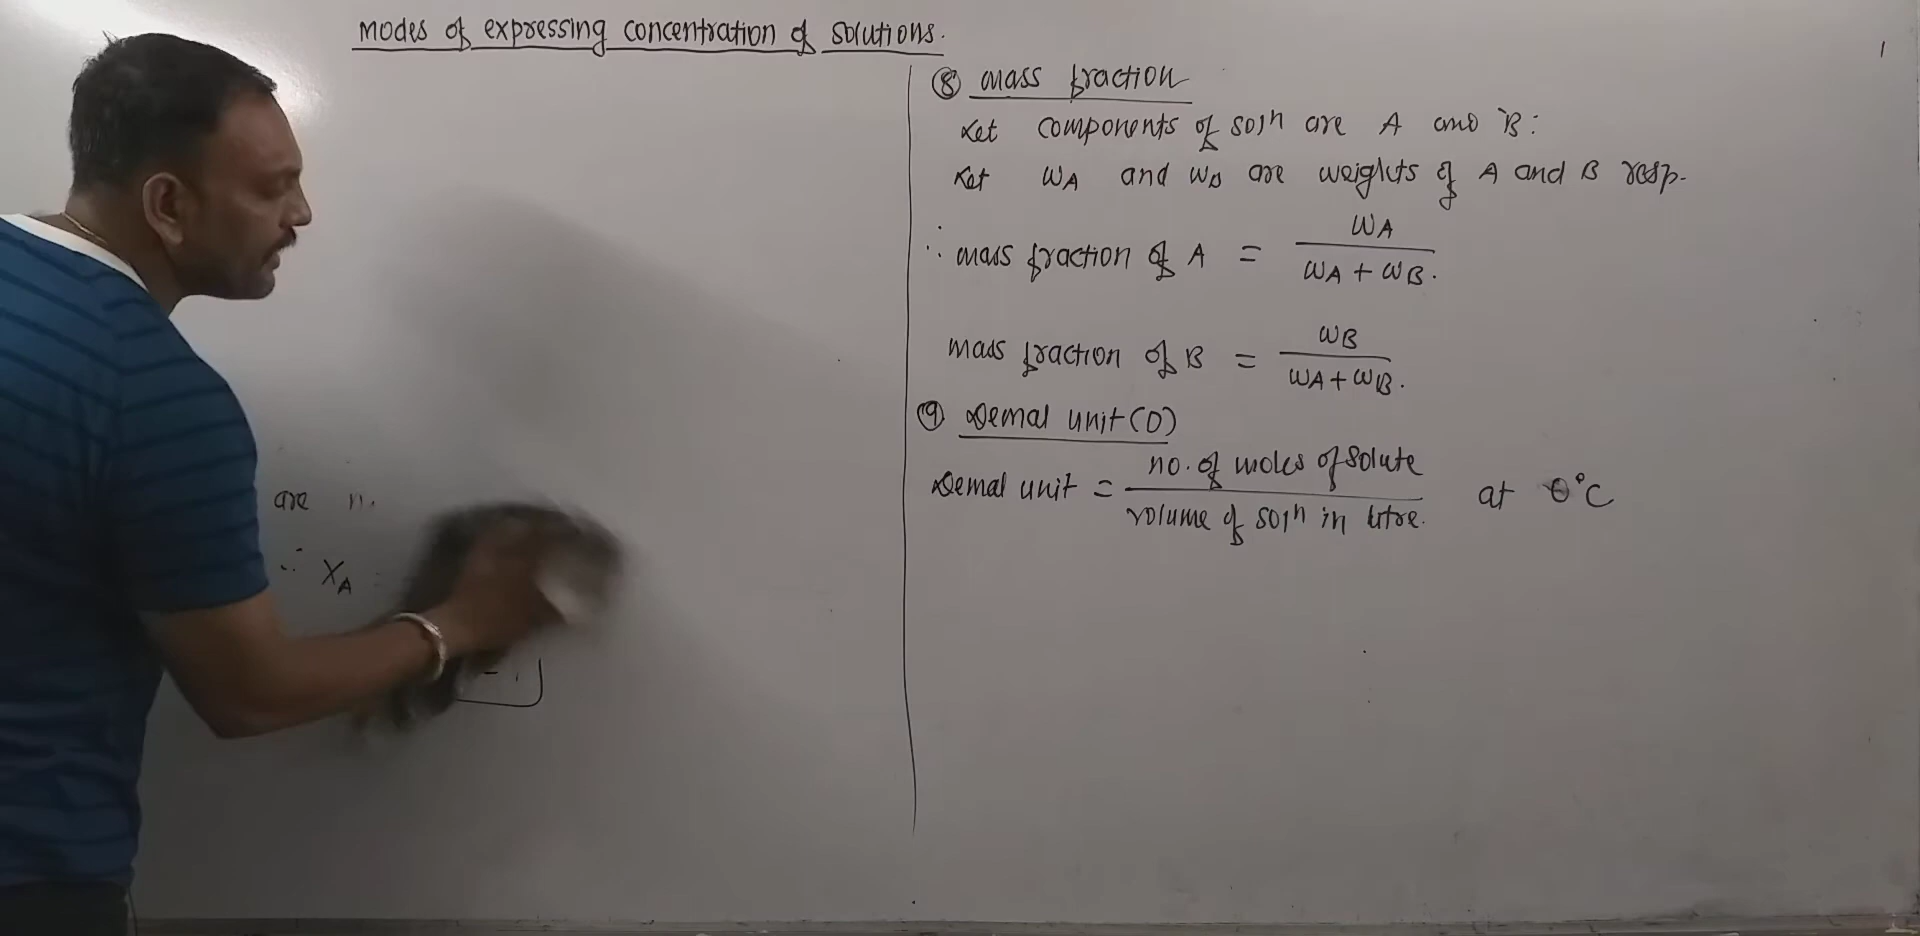 Modes of expressing concentration of solutions.
1
are n.
∴ XA =
= 1
⑧ mass fraction
Let components of soln are A and B:
Let WA and WB are weights of A and B resp.
∴ mass fraction of A = WA / WA + WB.
mass fraction of B = WB / WA + WB.
⑨ Demal unit (D)
Demal unit = no. of moles of solute / volume of soln in litre. at 0°C